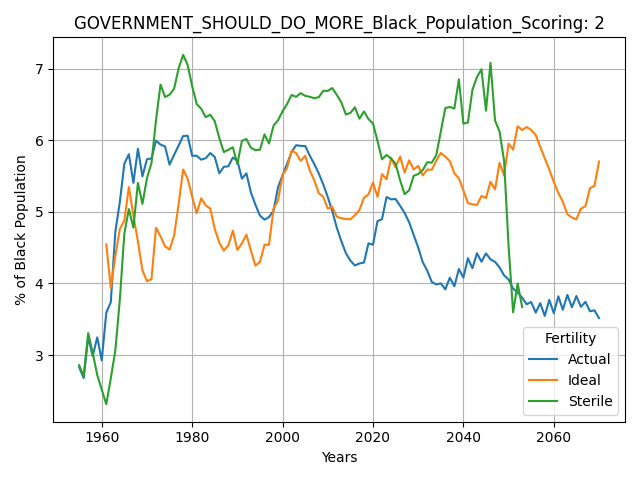 GOVERNMENT_SHOULD_DO_MORE_Black_Population_Scoring: 2
% of Black Population
7
6
5
4
3
1960 1980 2000 2020 2040 2060
Years
Fertility
Actual
Ideal
Sterile